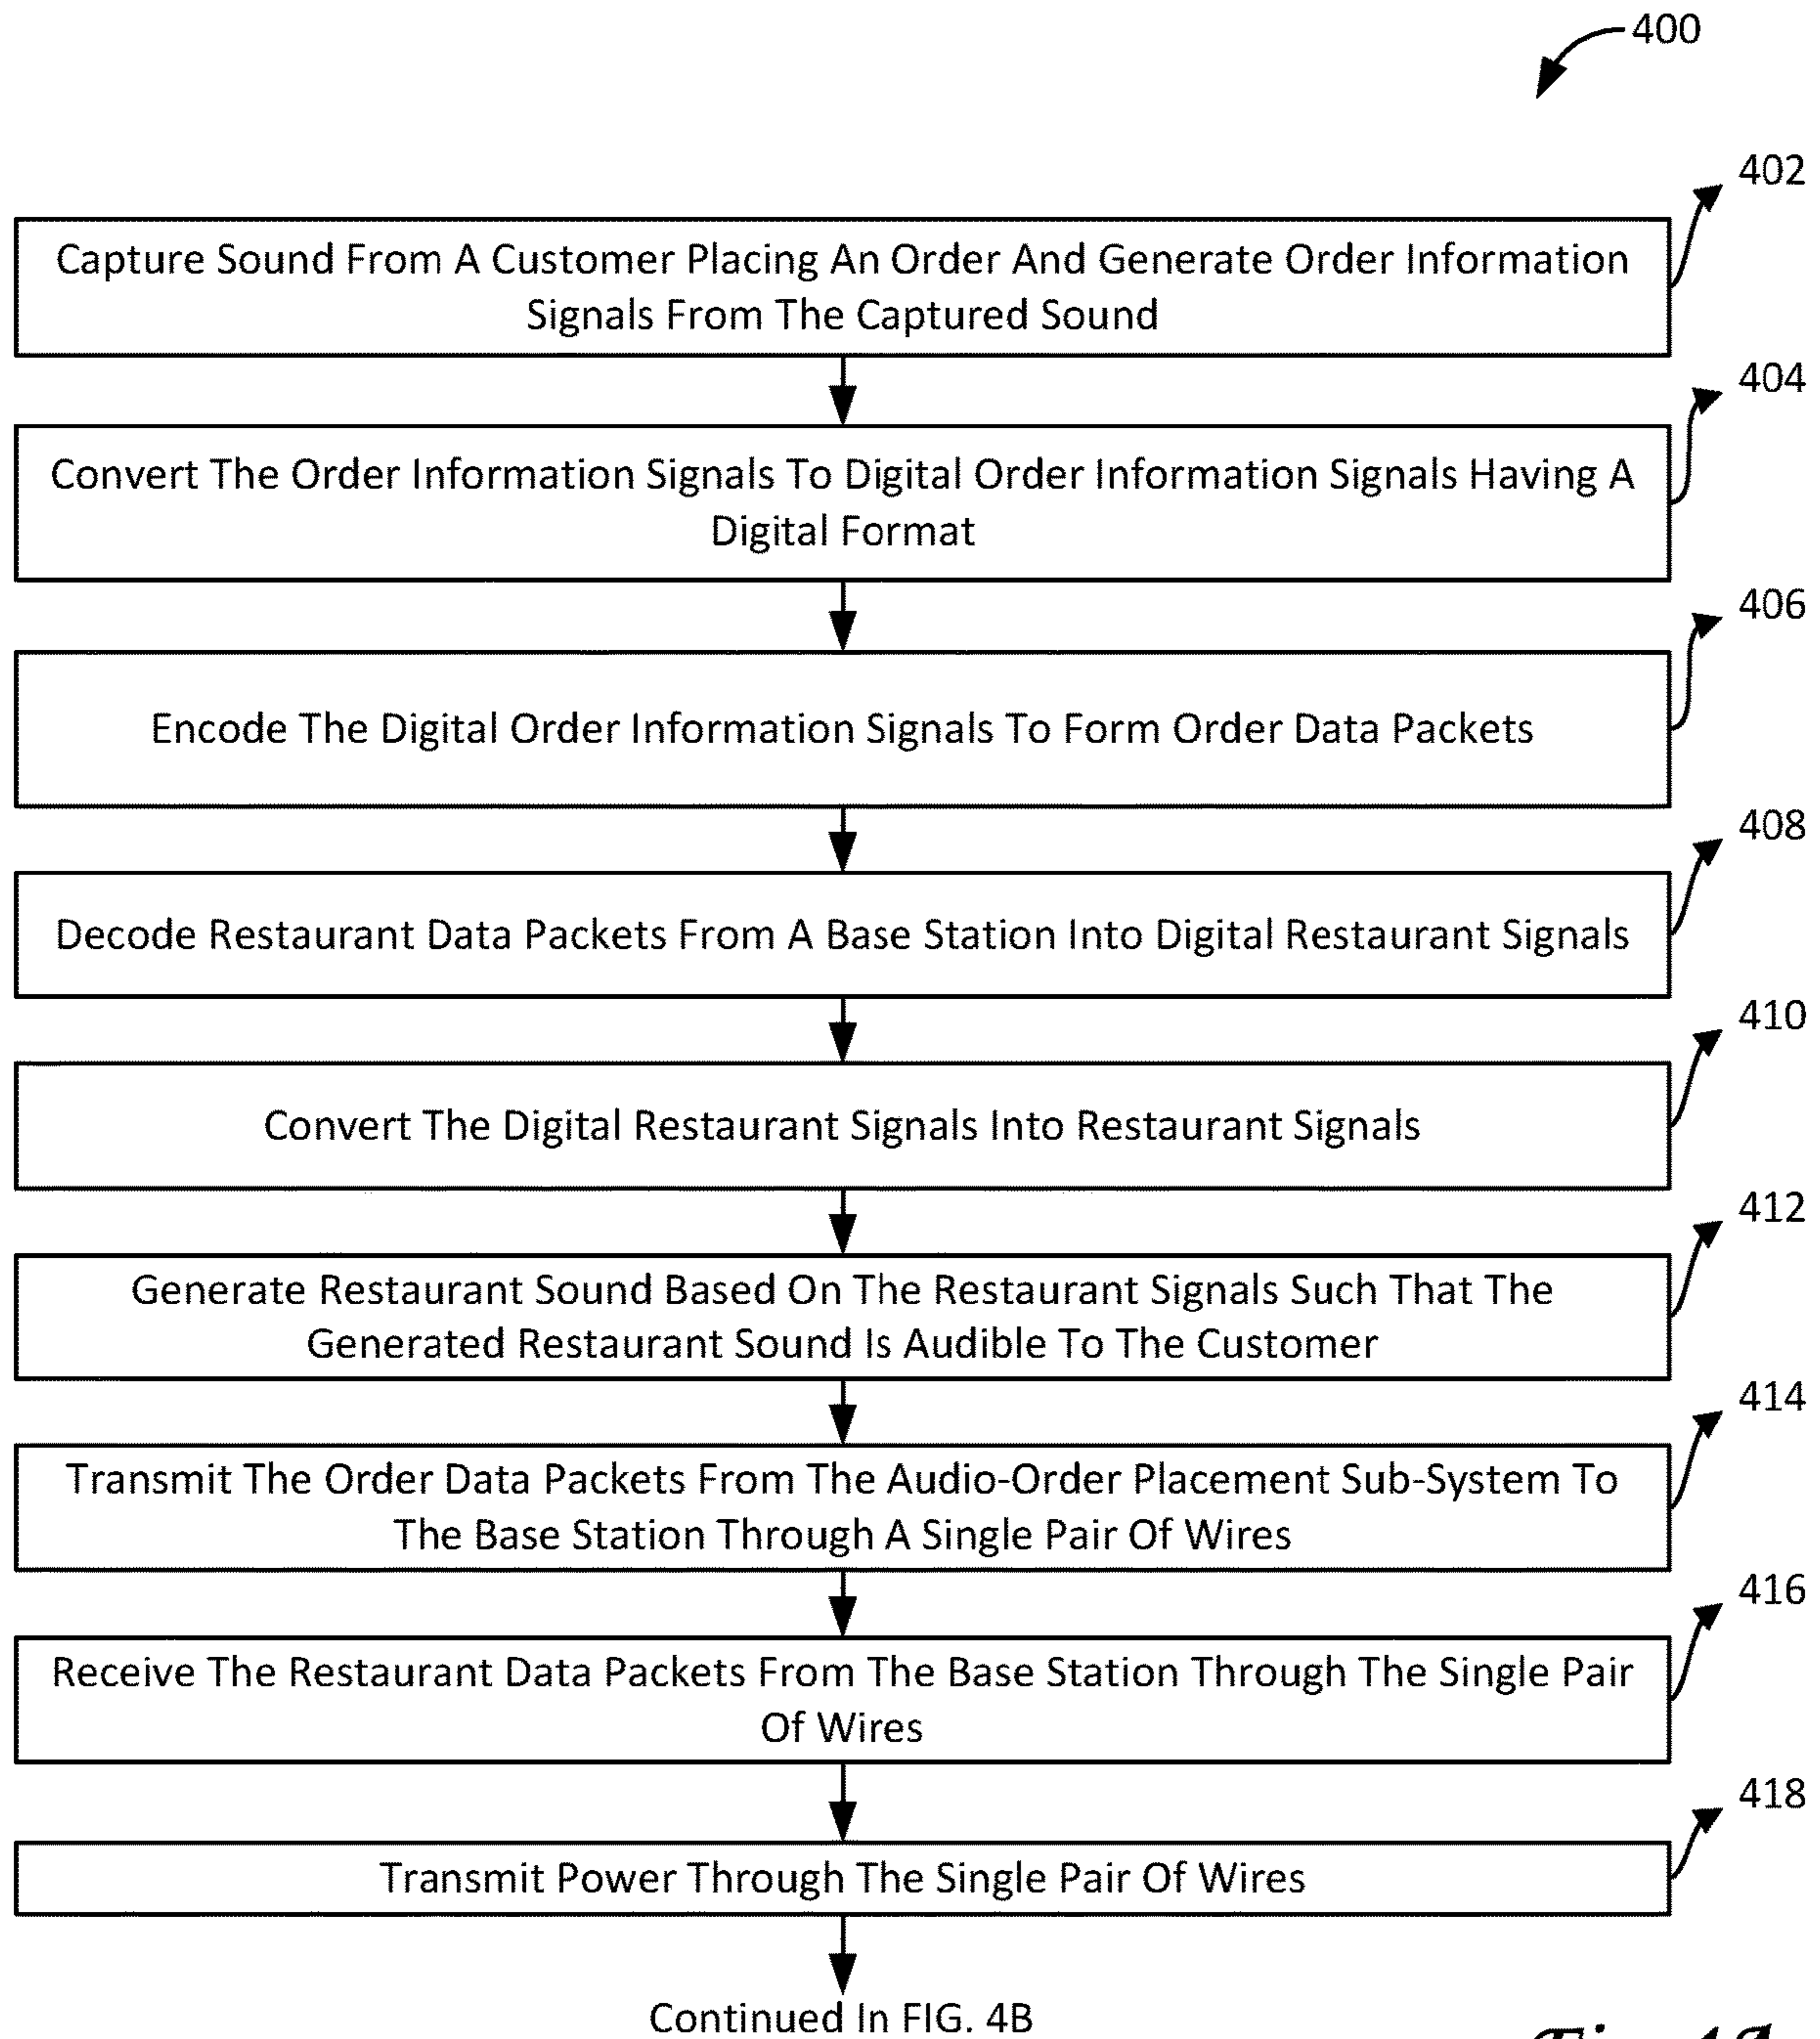 400
402
Capture Sound From A Customer Placing An Order And Generate Order Information
Signals From The Captured Sound
404
Convert The Order Information Signals To Digital Order Information Signals Having A
Digital Format
406
Encode The Digital Order Information Signals To Form Order Data Packets
408
Decode Restaurant Data Packets From A Base Station Into Digital Restaurant Signals
410
Convert The Digital Restaurant Signals Into Restaurant Signals
412
Generate Restaurant Sound Based On The Restaurant Signals Such That The
Generated Restaurant Sound Is Audible To The Customer
414
Transmit The Order Data Packets From The Audio-Order Placement Sub-System To
The Base Station Through A Single Pair Of Wires
416
Receive The Restaurant Data Packets From The Base Station Through The Single Pair
Of Wires
418
Transmit Power Through The Single Pair Of Wires
Continued In FIG. 4B